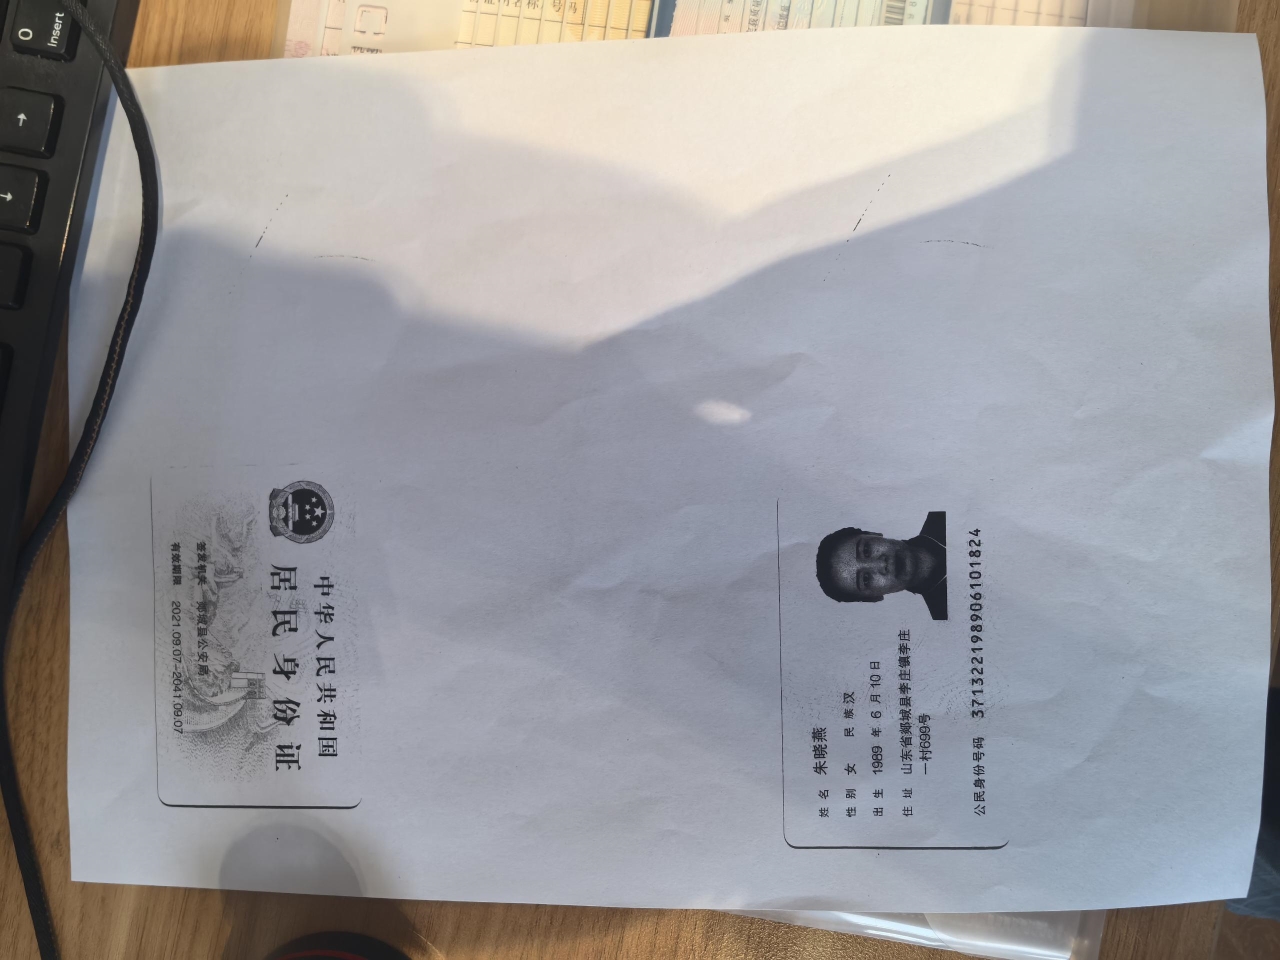 Insert
0
中华人民共和国
居民身份证
签发机关 郯城县公安局
有效期限 2021.09.07-2041.09.07
姓名 朱晓燕
性别 女 民族 汉
出生 1989 年 6 月 10 日
住址 山东省郯城县李庄镇李庄
一村699号
公民身份号码 371322198906101824